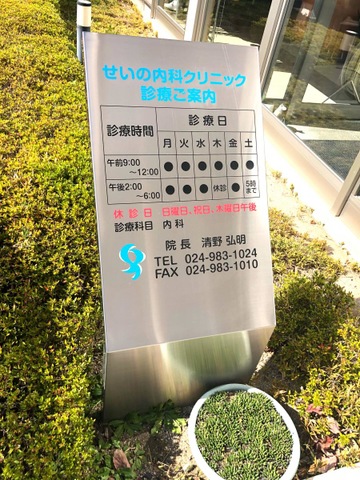 せいの内科クリニック
診療ご案内
診療時間 診療日
月 火 水 木 金 土
午前9:00 ～12:00 ● ● ● ● ● ●
午後2:00 ～6:00 ● ● ● 休診 ● 5時まで
休診日 日曜日、祝日、木曜日午後
診療科目 内科
院長 清野 弘明
TEL 024-983-1024
FAX 024-983-1010